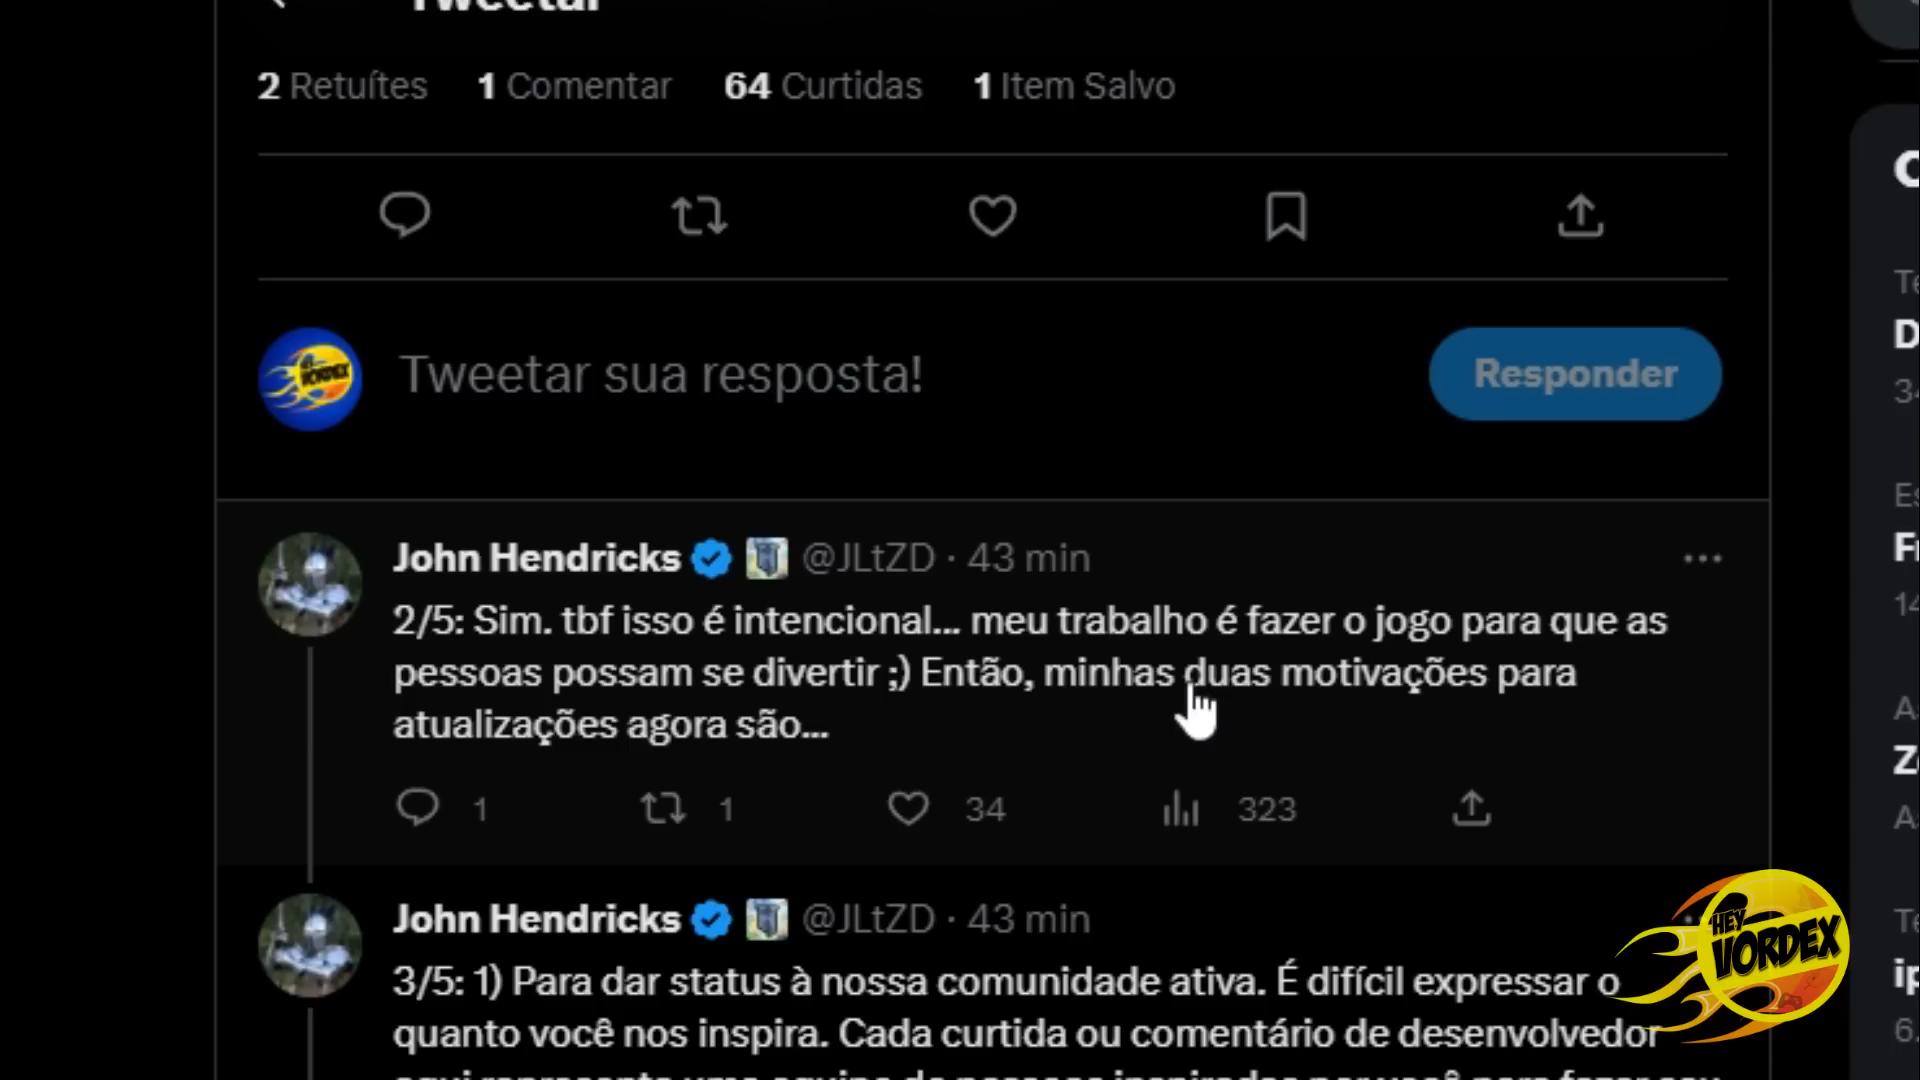 Tweetar
2 Retuítes 1 Comentar 64 Curtidas 1 Item Salvo
Tweetar sua resposta!
Responder
John Hendricks @JLtZD · 43 min
2/5: Sim. tbf isso é intencional... meu trabalho é fazer o jogo para que as
pessoas possam se divertir ;) Então, minhas duas motivações para
atualizações agora são...
1 1 34 323
John Hendricks @JLtZD · 43 min
3/5: 1) Para dar status à nossa comunidade ativa. É difícil expressar o
quanto você nos inspira. Cada curtida ou comentário de desenvolvedor
HEY
VORDEX